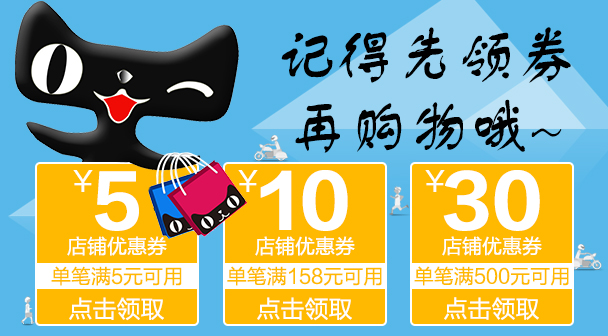 记得先领券
再购物哦~
¥5
店铺优惠券
单笔满5元可用
点击领取
¥10
店铺优惠券
单笔满158元可用
点击领取
¥30
店铺优惠券
单笔满500元可用
点击领取